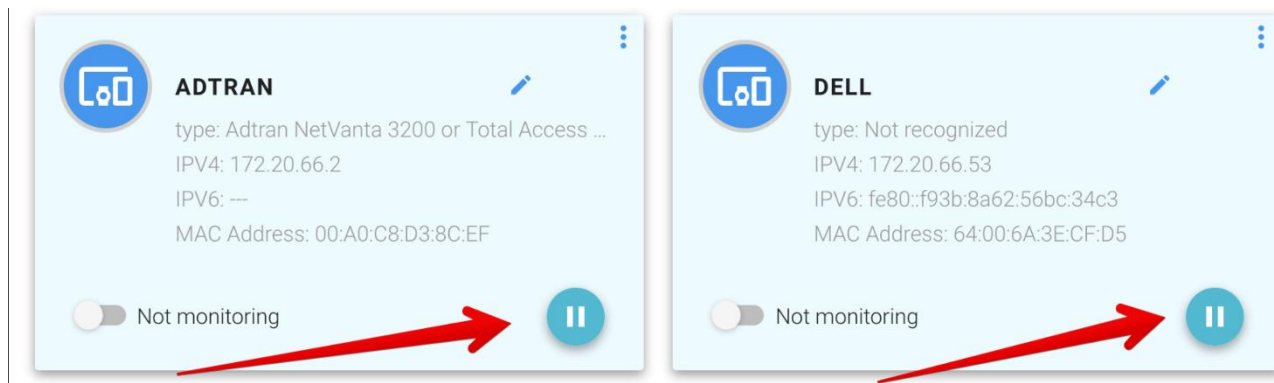 ADTRAN
type: Adtran NetVanta 3200 or Total Access ...
IPV4: 172.20.66.2
IPV6: ---
MAC Address: 00:A0:C8:D3:8C:EF
Not monitoring
DELL
type: Not recognized
IPV4: 172.20.66.53
IPV6: fe80::f93b:8a62:56bc:34c3
MAC Address: 64:00:6A:3E:CF:D5
Not monitoring